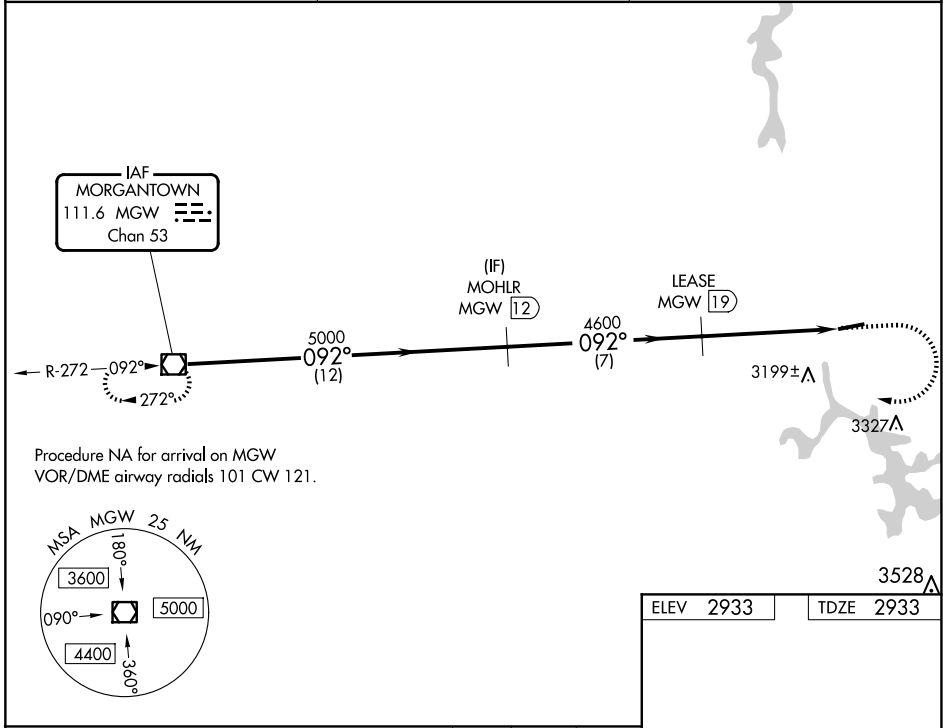 IAF
MORGANTOWN
111.6 MGW
Chan 53
(IF)
MOHLR
MGW 12
LEASE
MGW 19
5000
092°
(12)
4600
092°
(7)
R-272
092°
272°
3199±
3327
Procedure NA for arrival on MGW
VOR/DME airway radials 101 CW 121.
MSA MGW 25 NM
180°
3600
090°
5000
4400
360°
3528
ELEV 2933
TDZE 2933